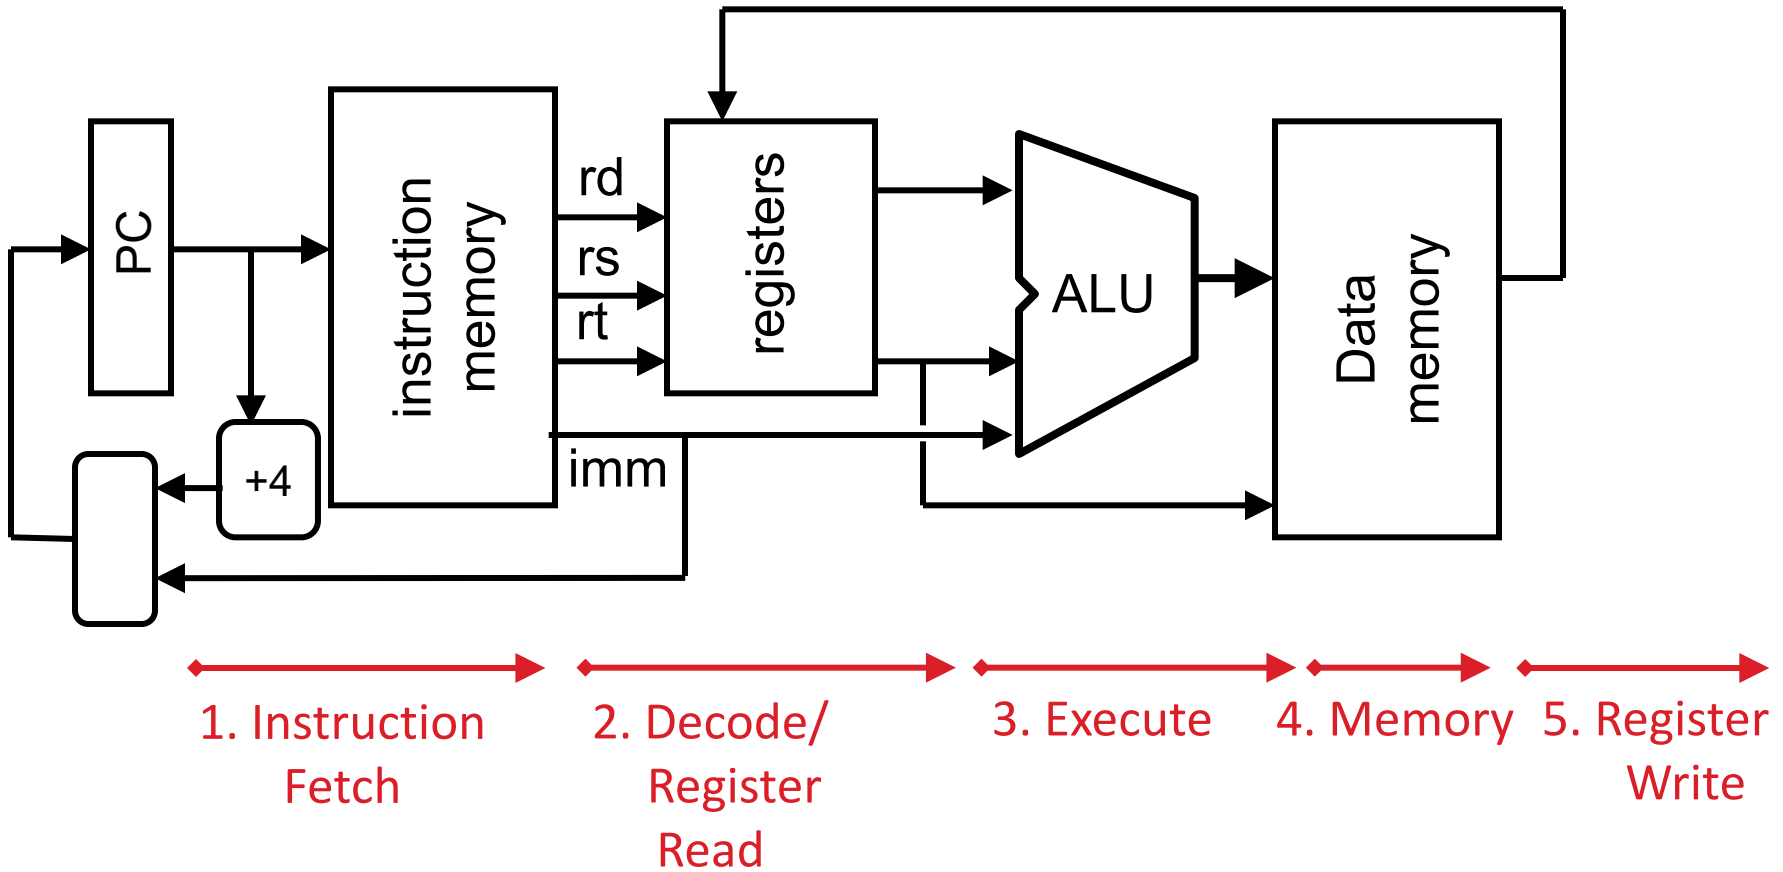 PC
instruction
memory
rd
rs
rt
imm
registers
ALU
Data
memory
+4
1. Instruction
Fetch
2. Decode/
Register
Read
3. Execute
4. Memory
5. Register
Write